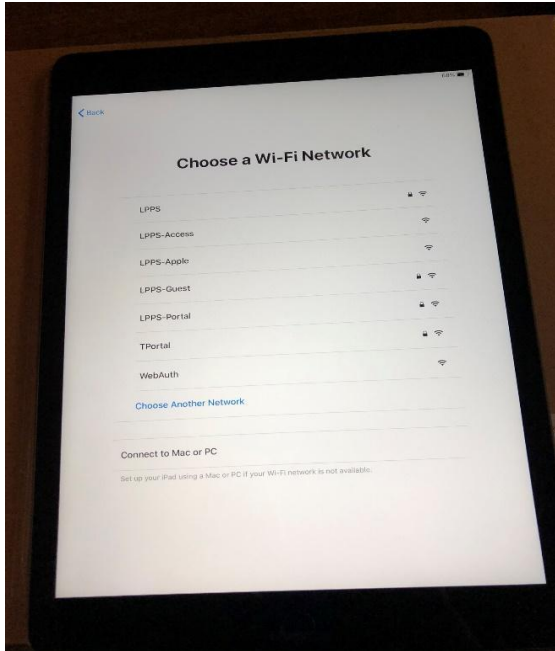 68%
Back
Choose a Wi-Fi Network
LPPS
LPPS-Access
LPPS-Apple
LPPS-Guest
LPPS-Portal
TPortal
WebAuth
Choose Another Network
Connect to Mac or PC
Set up your iPad using a Mac or PC if your Wi-Fi network is not available.